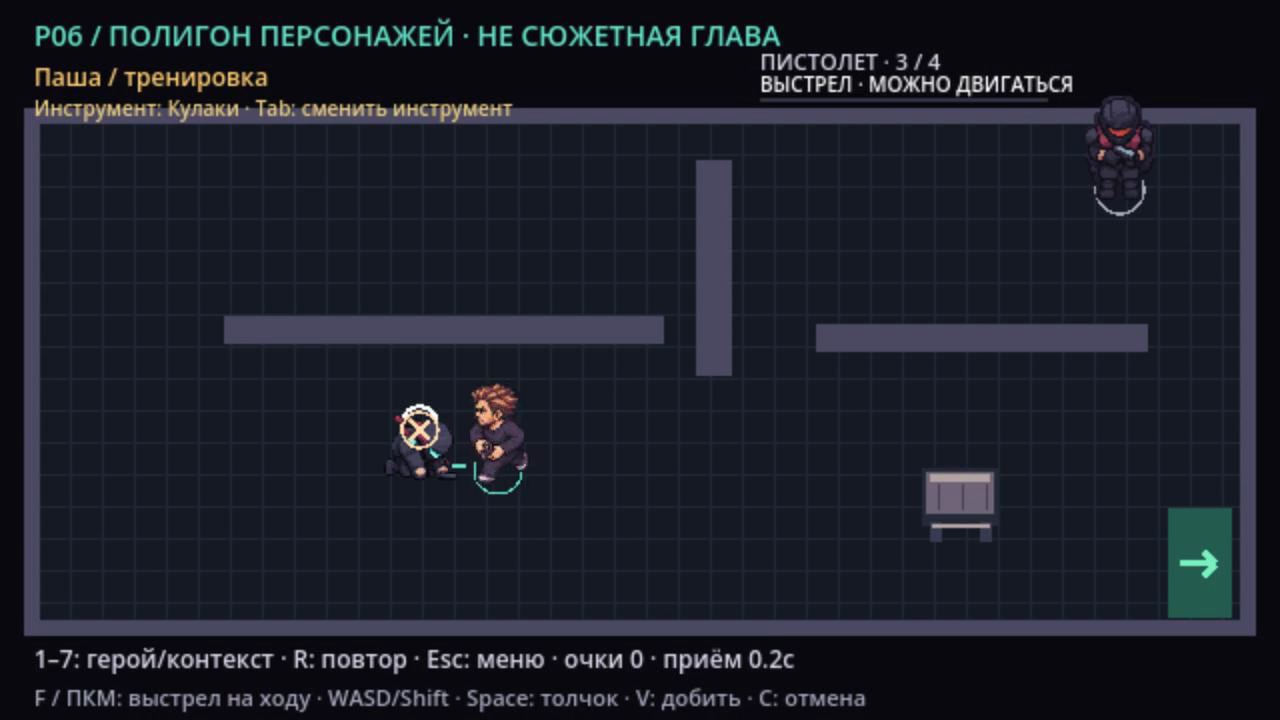 P06 / ПОЛИГОН ПЕРСОНАЖЕЙ · НЕ СЮЖЕТНАЯ ГЛАВА
ПИСТОЛЕТ · 3 / 4
Паша / тренировка
ВЫСТРЕЛ · МОЖНО ДВИГАТЬСЯ
Инструмент: Кулаки · Tab: сменить инструмент
1–7: герой/контекст · R: повтор · Esc: меню · очки 0 · приём 0.2с
F / ПКМ: выстрел на ходу · WASD/Shift · Space: толчок · V: добить · C: отмена